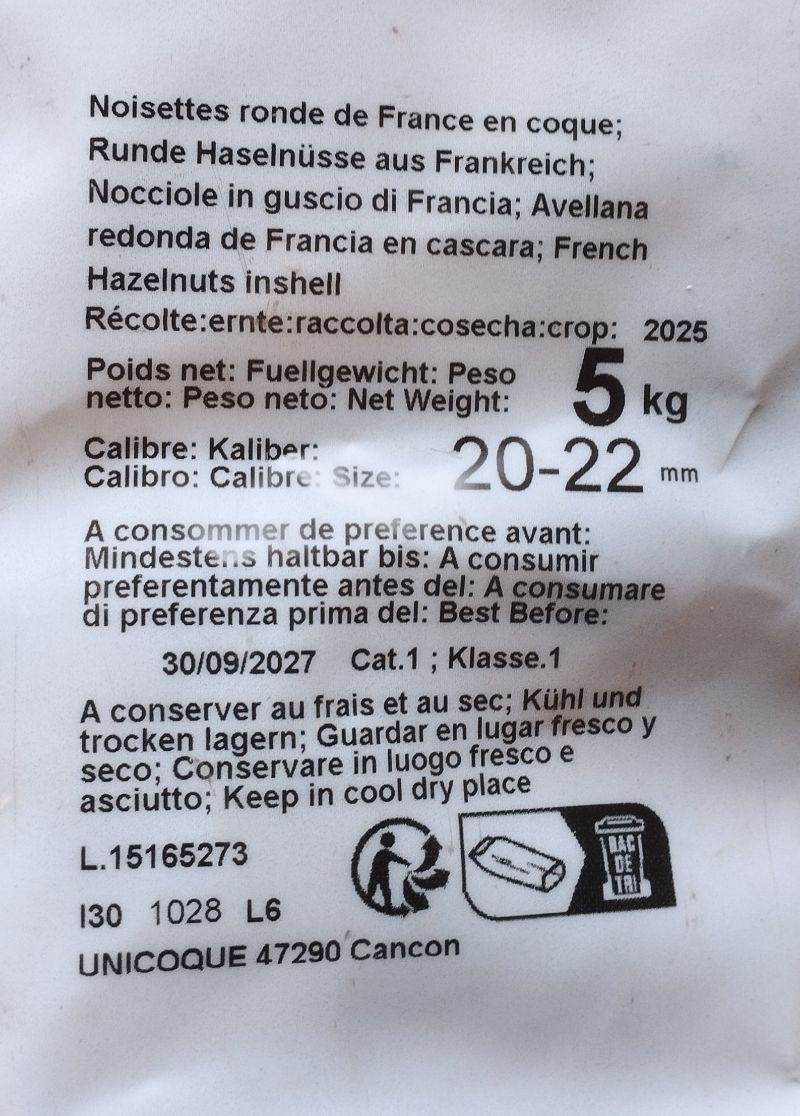 Noisettes ronde de France en coque;
Runde Haselnüsse aus Frankreich;
Nocciole in guscio di Francia; Avellana
redonda de Francia en cascara; French
Hazelnuts inshell
Récolte:ernte:raccolta:cosecha:crop: 2025
Poids net: Fuellgewicht: Peso
netto: Peso neto: Net Weight: 5 kg
Calibre: Kaliber:
Calibro: Calibre: Size: 20-22 mm
A consommer de preference avant:
Mindestens haltbar bis: A consumir
preferentamente antes del: A consumare
di preferenza prima del: Best Before:
30/09/2027 Cat.1 ; Klasse.1
A conserver au frais et au sec; Kühl und
trocken lagern; Guardar en lugar fresco y
seco; Conservare in luogo fresco e
asciutto; Keep in cool dry place
L.15165273
BAC
DE
TRI
I30 1028 L6
UNICOQUE 47290 Cancon